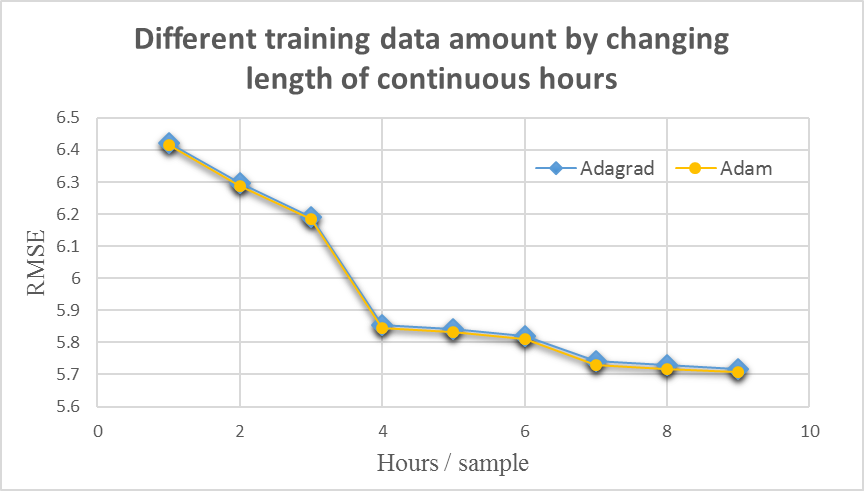 Different training data amount by changing
length of continuous hours
6.5
6.4
6.3
6.2
6.1
6
5.9
5.8
5.7
5.6
RMSE
Adagrad Adam
0 2 4 6 8 10
Hours / sample